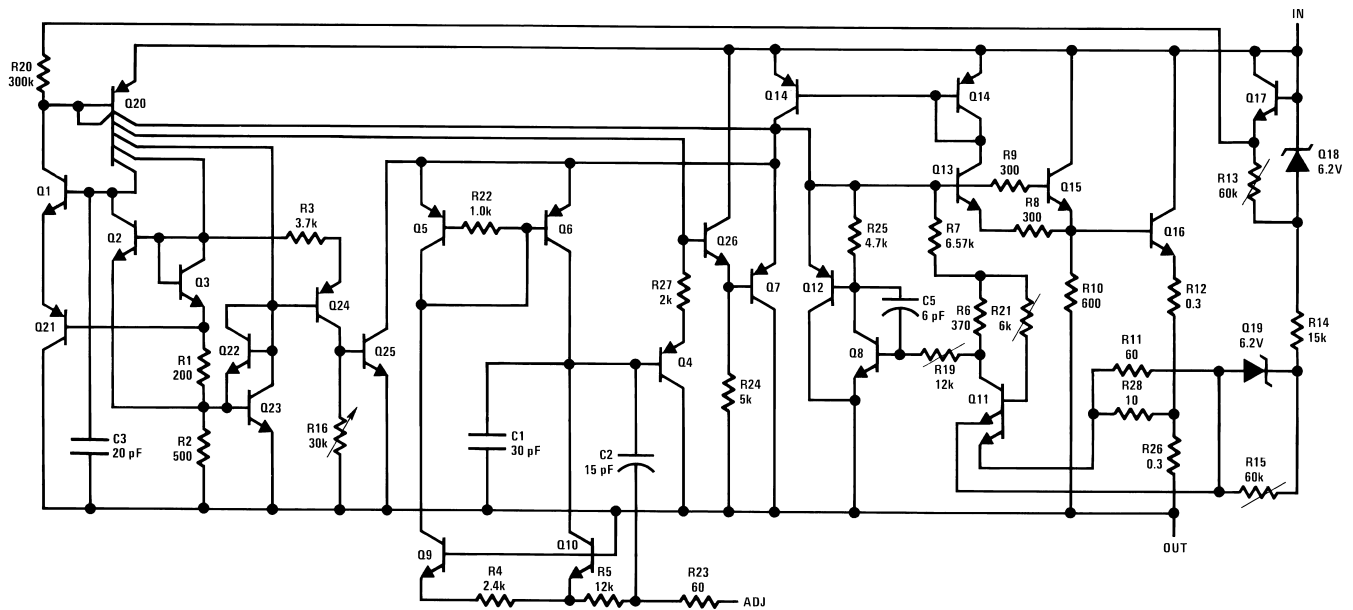 IN
R20
300k
Q20
Q14
Q14
Q17
Q18
6.2V
R13
60k
Q1
R3
3.7k
Q2
Q3
Q5
R22
1.0k
Q6
Q13
R9
300
Q15
R8
300
Q26
R25
4.7k
R7
6.57k
Q16
R27
2k
Q7
Q12
Q24
Q21
Q22
R1
200
Q25
C5
6 pF
R6
370
R21
6k
R10
600
R12
0.3
Q8
R19
12k
Q19
6.2V
R14
15k
Q4
R24
5k
Q11
R11
60
R28
10
Q23
R16
30k
C3
20 pF
R2
500
C1
30 pF
C2
15 pF
R26
0.3
R15
60k
OUT
Q9
Q10
R4
2.4k
R5
12k
R23
60
ADJ